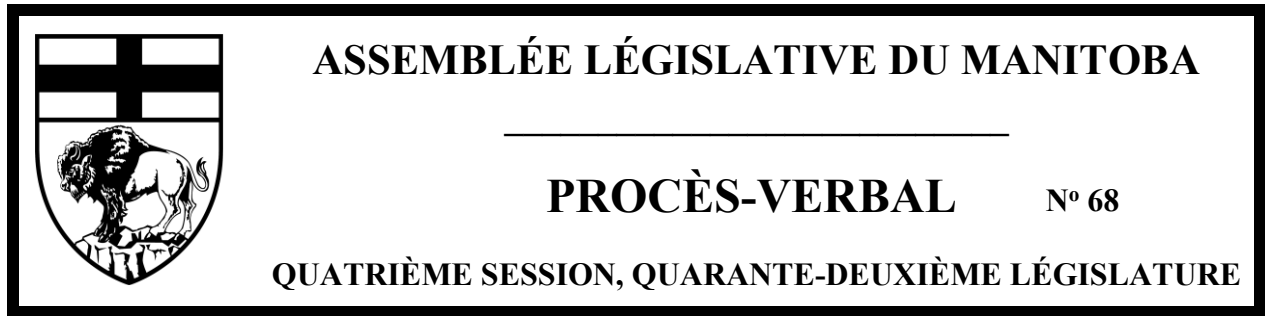 ASSEMBLÉE LÉGISLATIVE DU MANITOBA
PROCÈS-VERBAL Nº 68
QUATRIÈME SESSION, QUARANTE-DEUXIÈME LÉGISLATURE